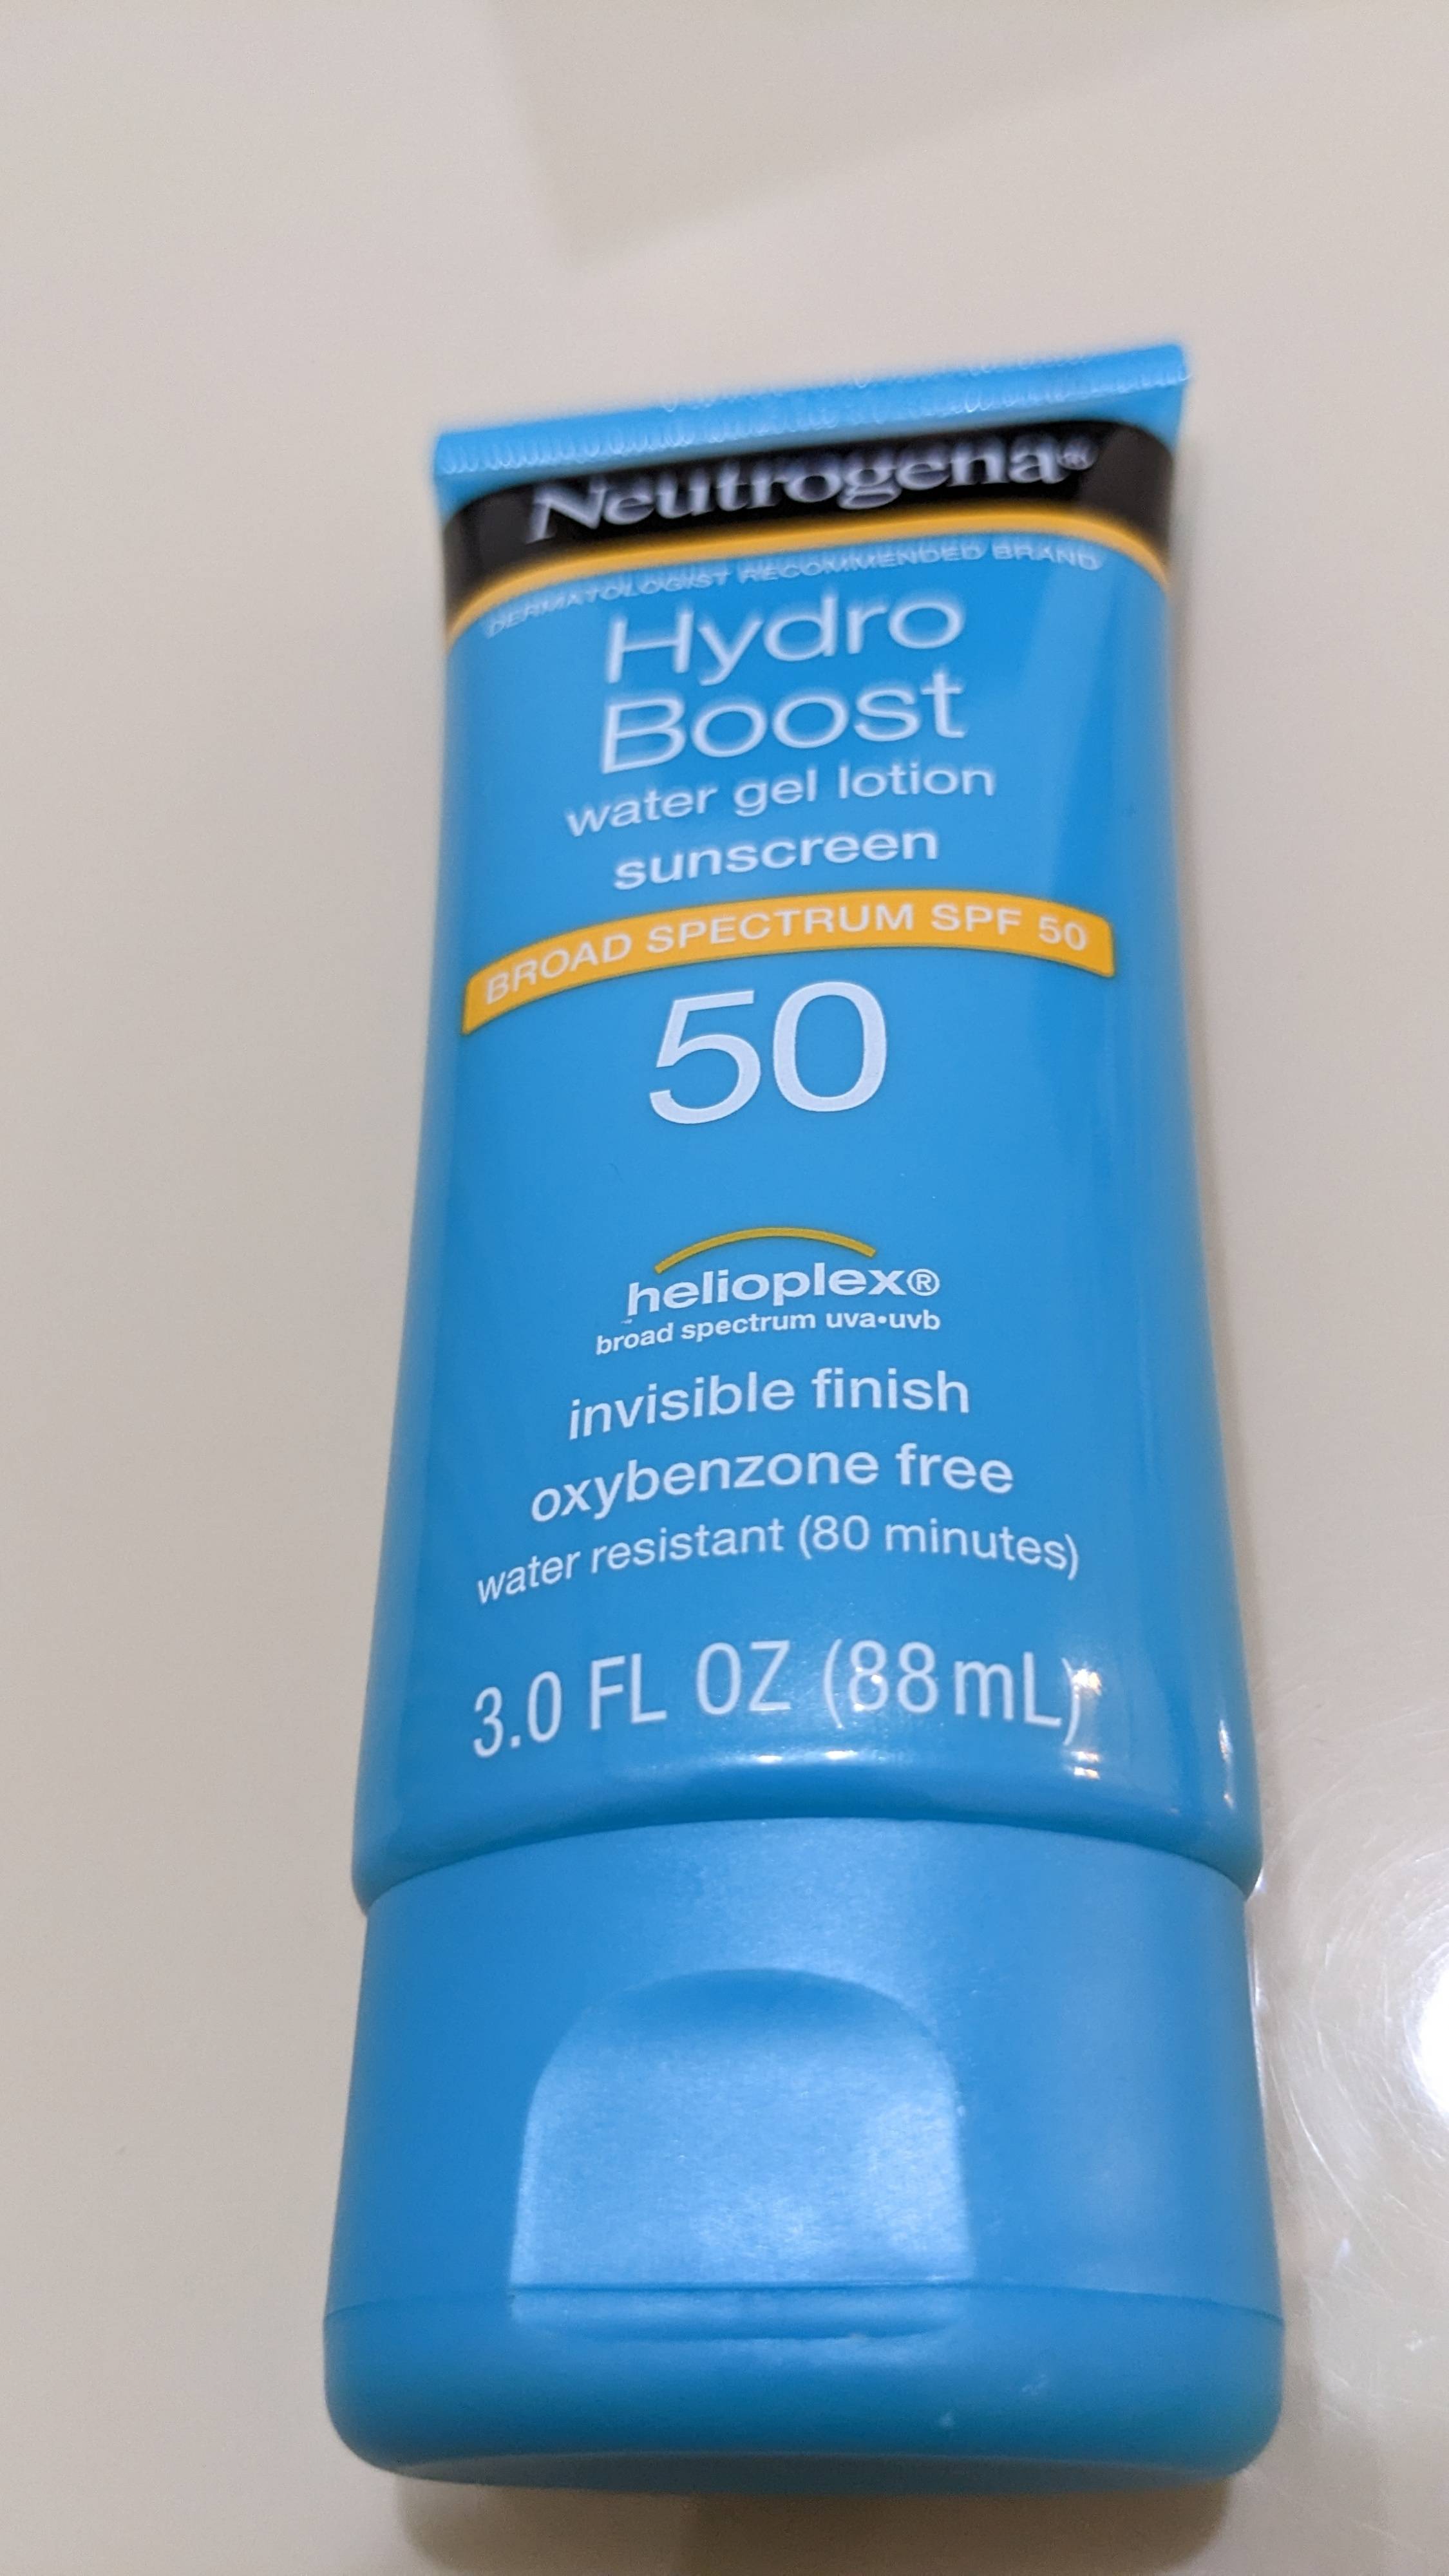 Neutrogena®
DERMATOLOGIST RECOMMENDED BRAND
Hydro
Boost
water gel lotion
sunscreen
BROAD SPECTRUM SPF 50
50
helioplex®
broad spectrum uva•uvb
invisible finish
oxybenzone free
water resistant (80 minutes)
3.0 FL OZ (88 mL)